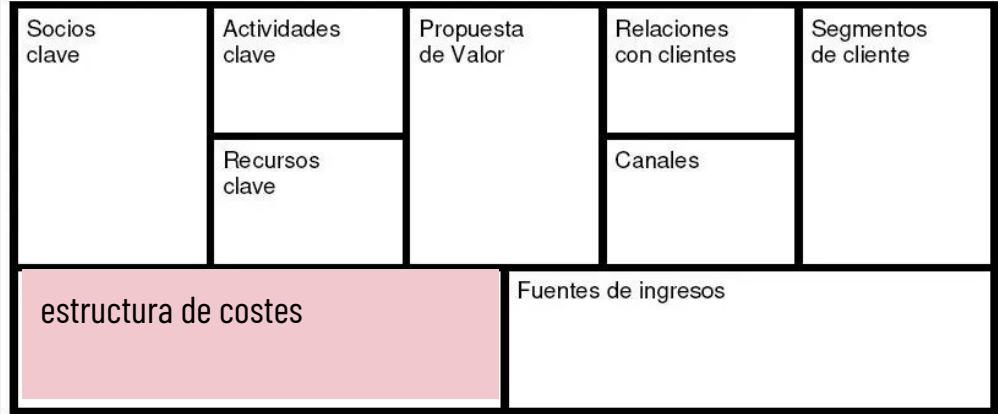 Socios
clave
Actividades
clave
Propuesta
de Valor
Relaciones
con clientes
Segmentos
de cliente
Recursos
clave
Canales
estructura de costes
Fuentes de ingresos